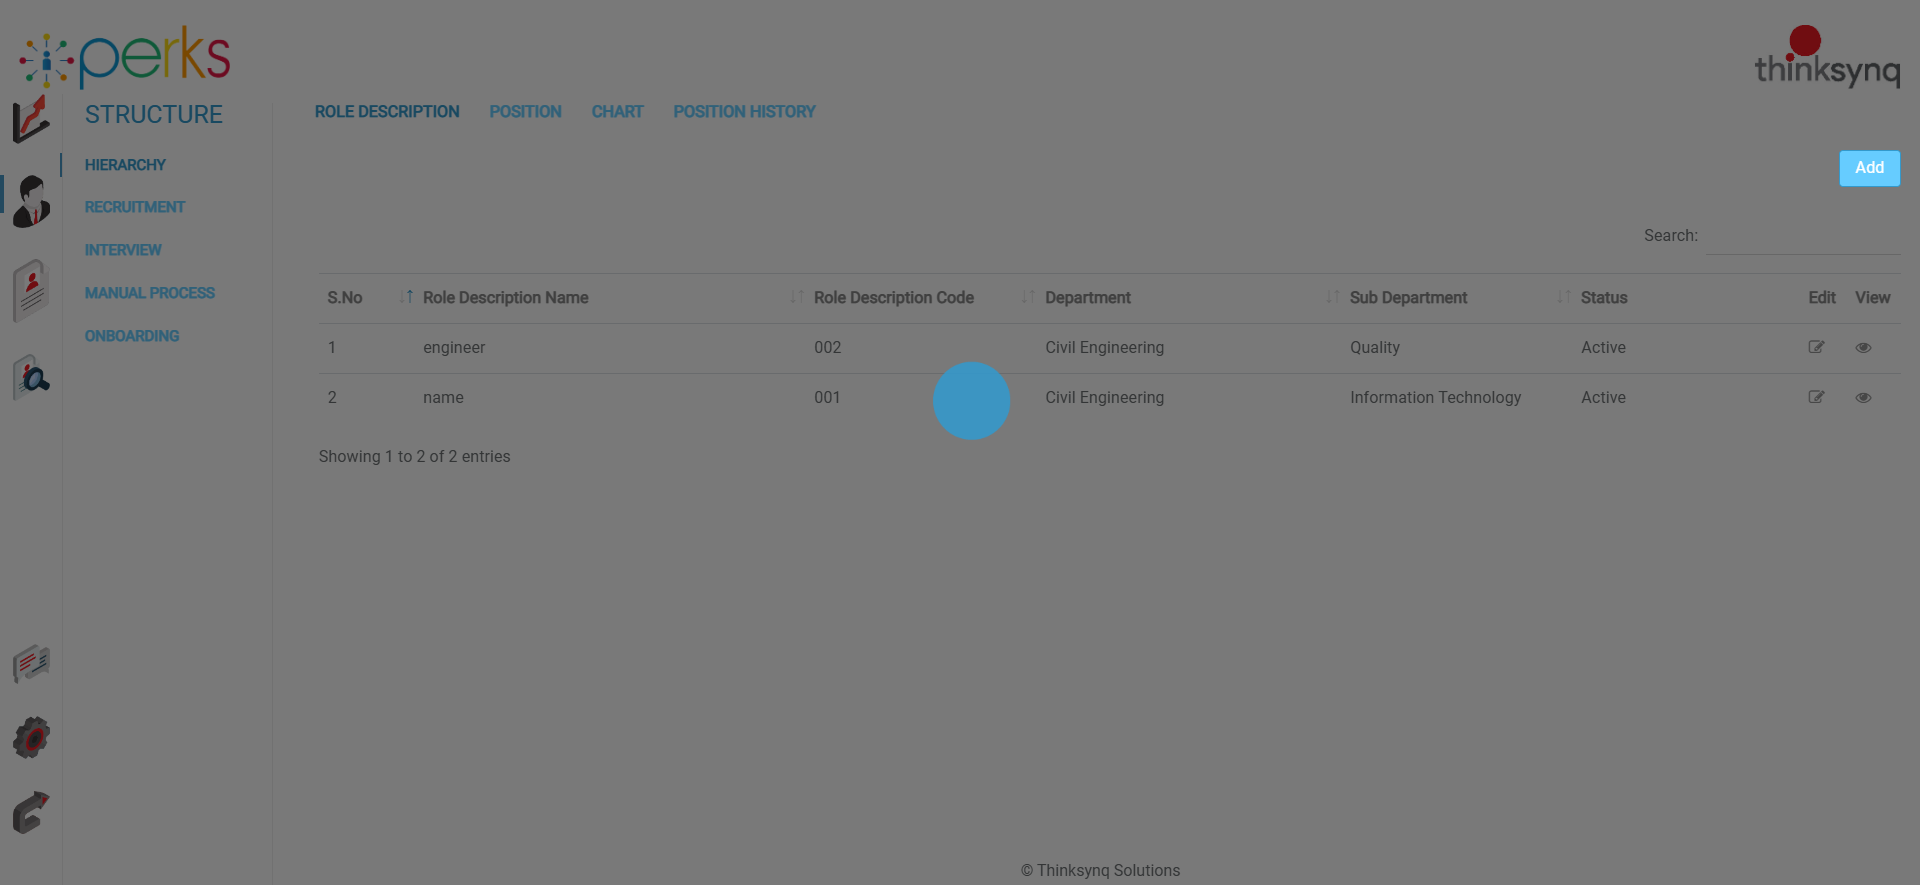 perks
thinksynq
STRUCTURE
HIERARCHY
RECRUITMENT
INTERVIEW
MANUAL PROCESS
ONBOARDING
ROLE DESCRIPTION POSITION CHART POSITION HISTORY
Add
Search:
S.No Role Description Name Role Description Code Department Sub Department Status Edit View
1 engineer 002 Civil Engineering Quality Active
2 name 001 Civil Engineering Information Technology Active
Showing 1 to 2 of 2 entries
© Thinksynq Solutions